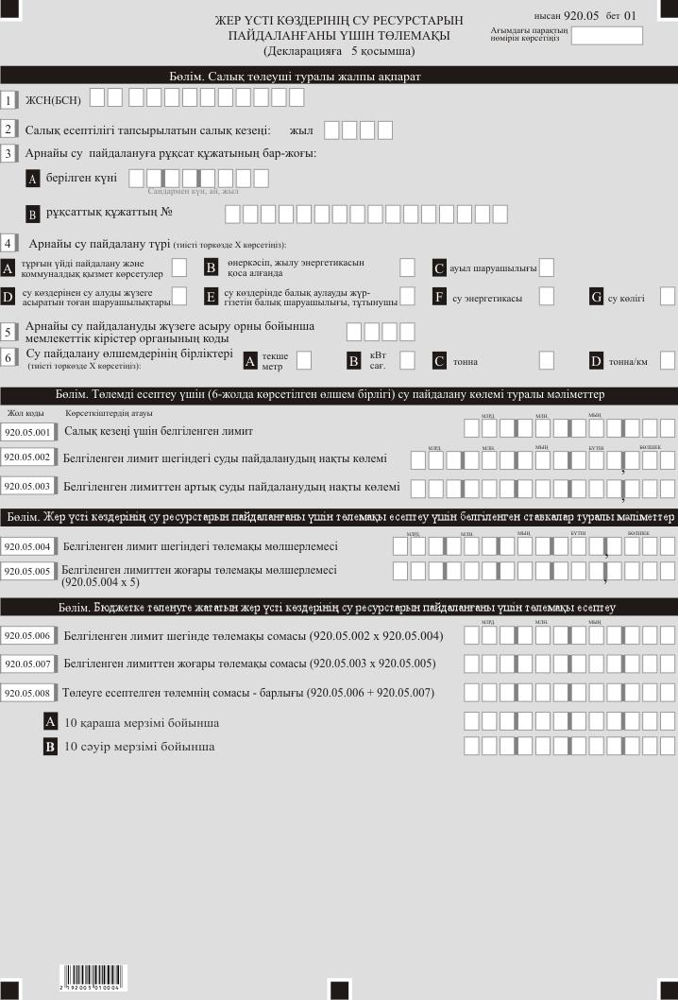 ЖЕР ҮСТІ КӨЗДЕРІНІҢ СУ РЕСУРСТАРЫН
ПАЙДАЛАНҒАНЫ ҮШІН ТӨЛЕМАҚЫ
(Декларацияға 5 қосымша)
нысан 920.05 бет 01
Ағымдағы парақтың
нөмірін көрсетіңіз
Бөлім. Салық төлеуші туралы жалпы ақпарат
1 ЖСН(БСН)
2 Салық есептілігі тапсырылатын салық кезеңі: жыл
3 Арнайы су пайдалануға рұқсат құжатының бар-жоғы:
A берілген күні
Сандармен күн, ай, жыл
B рұқсаттық құжаттың №
4 Арнайы су пайдалану түрі (тиісті торкөзде X көрсетіңіз):
A тұрғын үйді пайдалану және
коммуналдық қызмет көрсетулер
B өнеркәсіп, жылу энергетикасын
қоса алғанда
C ауыл шаруашылығы
D су көздерінен су алуды жүзеге
асыратын тоған шаруашылықтары
E су көздерінде балық аулауды жүр-
гізетін балық шаруашылығы, тұтынушы
F су энергетикасы
G су көлігі
5 Арнайы су пайдалануды жүзеге асыру орны бойынша
мемлекеттік кірістер органының коды
6 Су пайдалану өлшемдерінің бірліктері
(тиісті торкөзде X көрсетіңіз):
A текше
метр
B кВт
сағ.
C тонна
D тонна/км
Бөлім. Төлемді есептеу үшін (6-жолда көрсетілген өлшем бірлігі) су пайдалану көлемі туралы мәліметтер
Жол коды Көрсеткіштердің атауы
МЛРД. МЛН. МЫҢ
920.05.001 Салық кезеңі үшін белгіленген лимит
МЛРД. МЛН. МЫҢ БҮТІН БӨЛШЕК
920.05.002 Белгіленген лимит шегіндегі суды пайдаланудың нақты көлемі ,
920.05.003 Белгіленген лимиттен артық суды пайдаланудың нақты көлемі ,
Бөлім. Жер үсті көздерінің су ресурстарын пайдаланғаны үшін төлемақы есептеу үшін белгіленген ставкалар туралы мәліметтер
МЛРД. МЛН. МЫҢ БҮТІН БӨЛШЕК
920.05.004 Белгіленген лимит шегіндегі төлемақы мөлшерлемесі ,
920.05.005 Белгіленген лимиттен жоғары төлемақы мөлшерлемесі
(920.05.004 x 5) ,
Бөлім. Бюджетке төленуге жататын жер үсті көздерінің су ресурстарын пайдаланғаны үшін төлемақы есептеу
МЛРД. МЛН. МЫҢ
920.05.006 Белгіленген лимит шегінде төлемақы сомасы (920.05.002 x 920.05.004)
920.05.007 Белгіленген лимиттен жоғары төлемақы сомасы (920.05.003 x 920.05.005)
920.05.008 Төлеуге есептелген төлемнің сомасы - барлығы (920.05.006 + 920.05.007)
A 10 қараша мерзімі бойынша
B 10 сәуір мерзімі бойынша
2 192005 010004